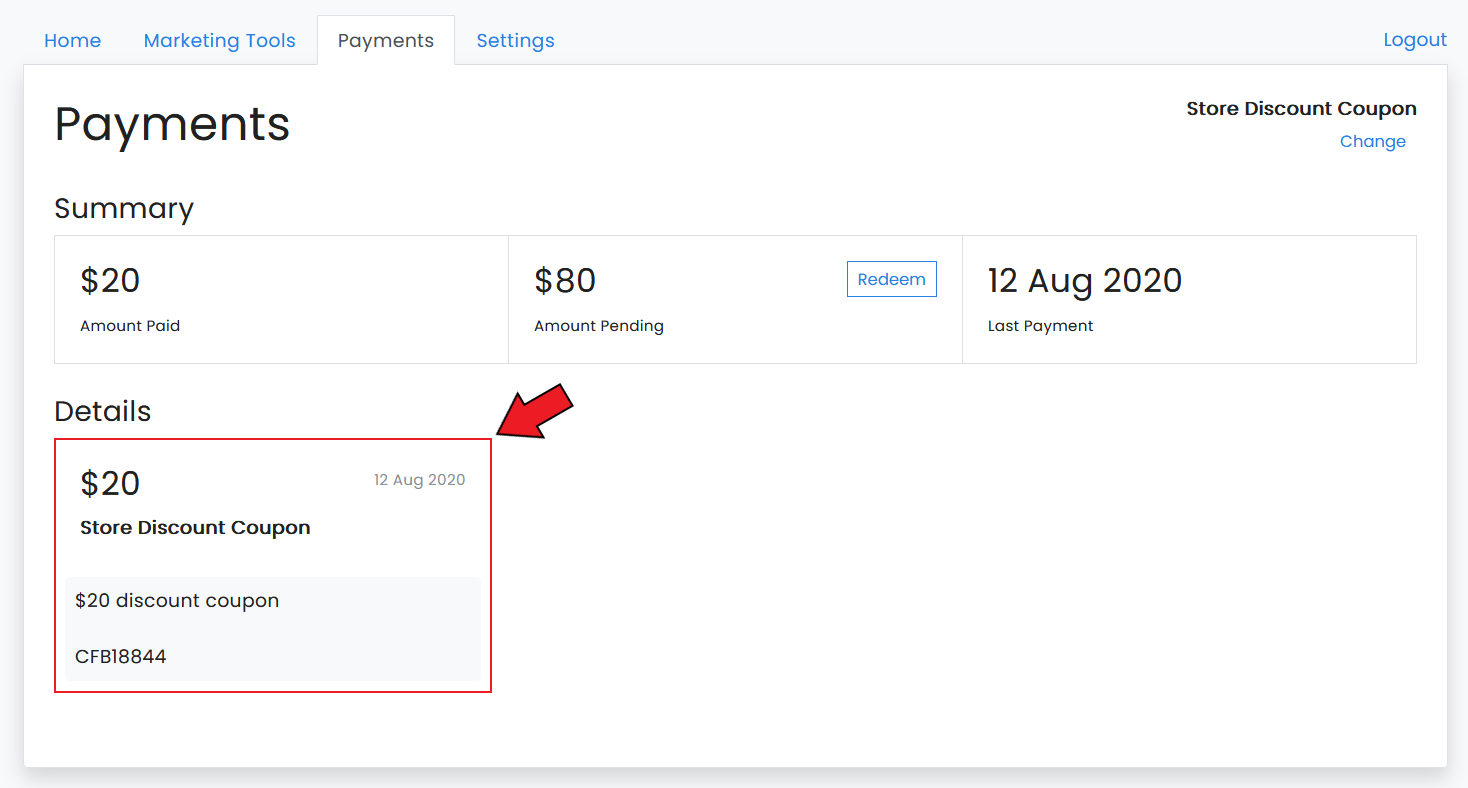 Home Marketing Tools Payments Settings Logout
Payments
Store Discount Coupon
Change
Summary
$20 $80 Redeem 12 Aug 2020
Amount Paid Amount Pending Last Payment
Details
$20 12 Aug 2020
Store Discount Coupon
$20 discount coupon
CFB18844